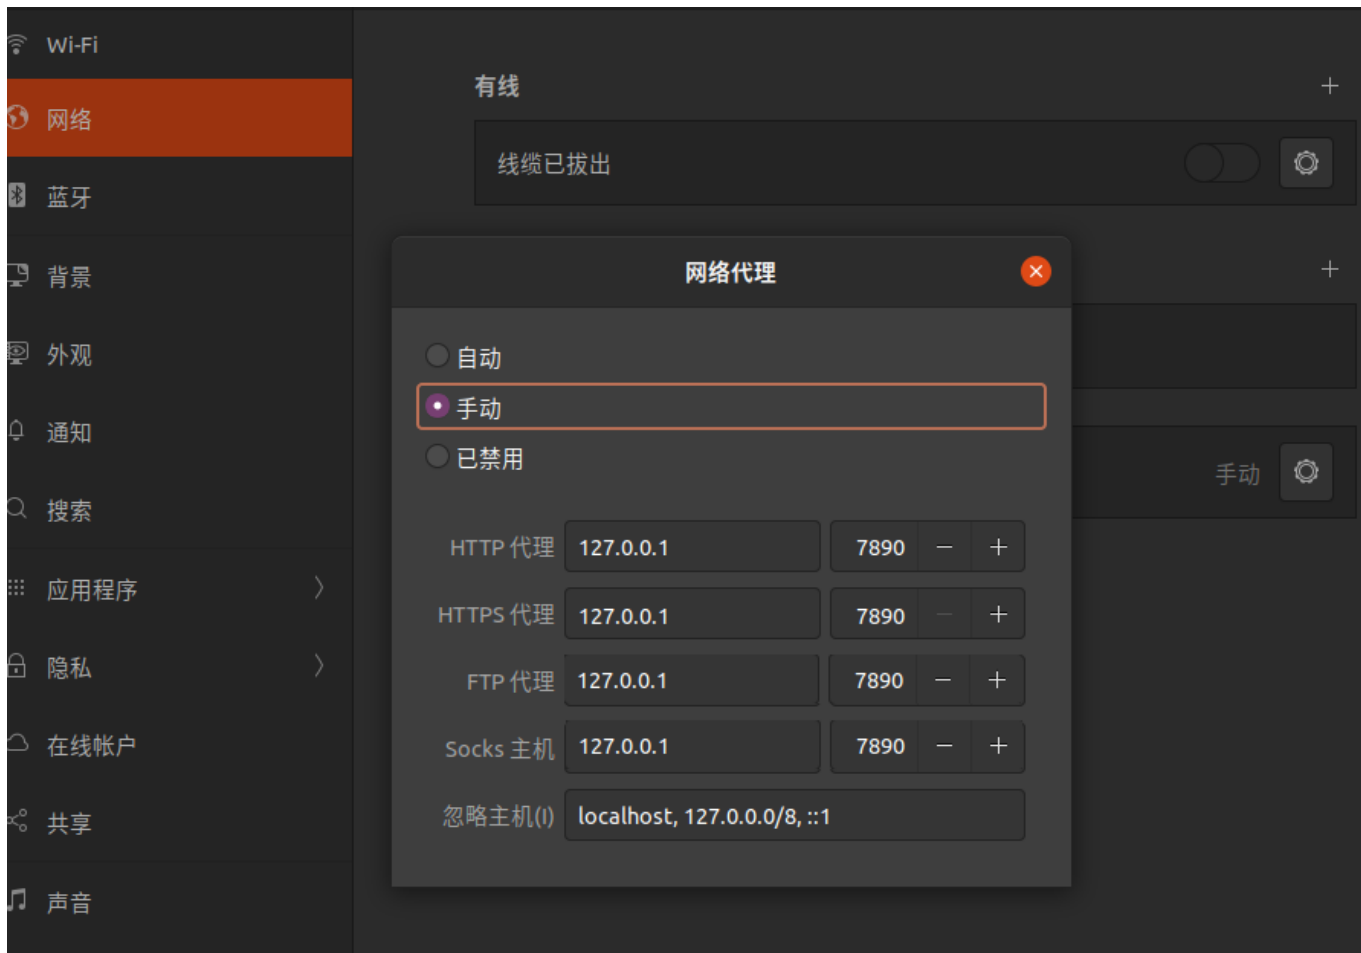 Wi-Fi
网络
蓝牙
背景
外观
通知
搜索
应用程序
隐私
在线帐户
共享
声音
有线
线缆已拔出
手动
网络代理
自动
手动
已禁用
HTTP 代理 127.0.0.1 7890 − +
HTTPS 代理 127.0.0.1 7890 − +
FTP 代理 127.0.0.1 7890 − +
Socks 主机 127.0.0.1 7890 − +
忽略主机(I) localhost, 127.0.0.0/8, ::1